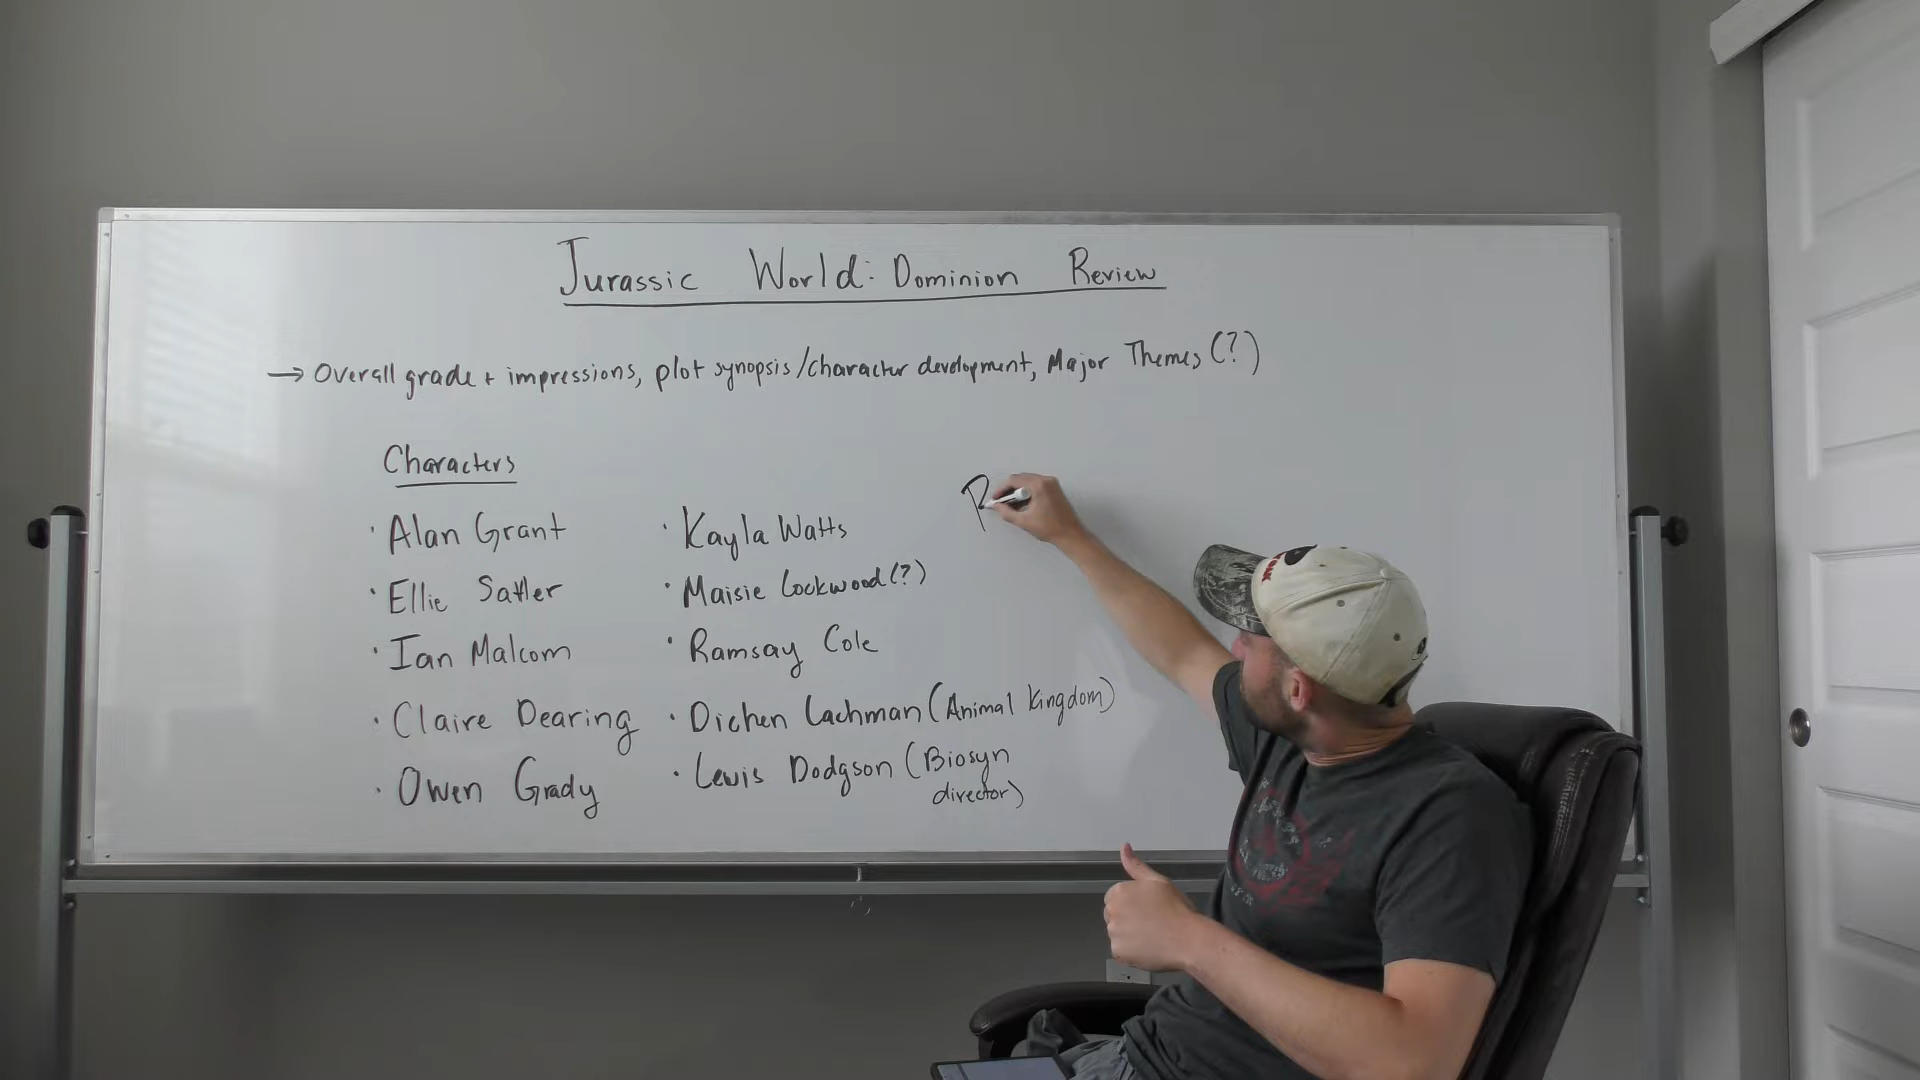 Jurassic World: Dominion Review
→ Overall grade + impressions, plot synopsis/character development, Major Themes (?)
Characters
· Alan Grant
· Ellie Sattler
· Ian Malcom
· Claire Dearing
· Owen Grady
· Kayla Watts
· Maisie Lockwood (?)
· Ramsay Cole
· Dichen Lachman (Animal Kingdom)
· Lewis Dodgson (Biosyn
director)